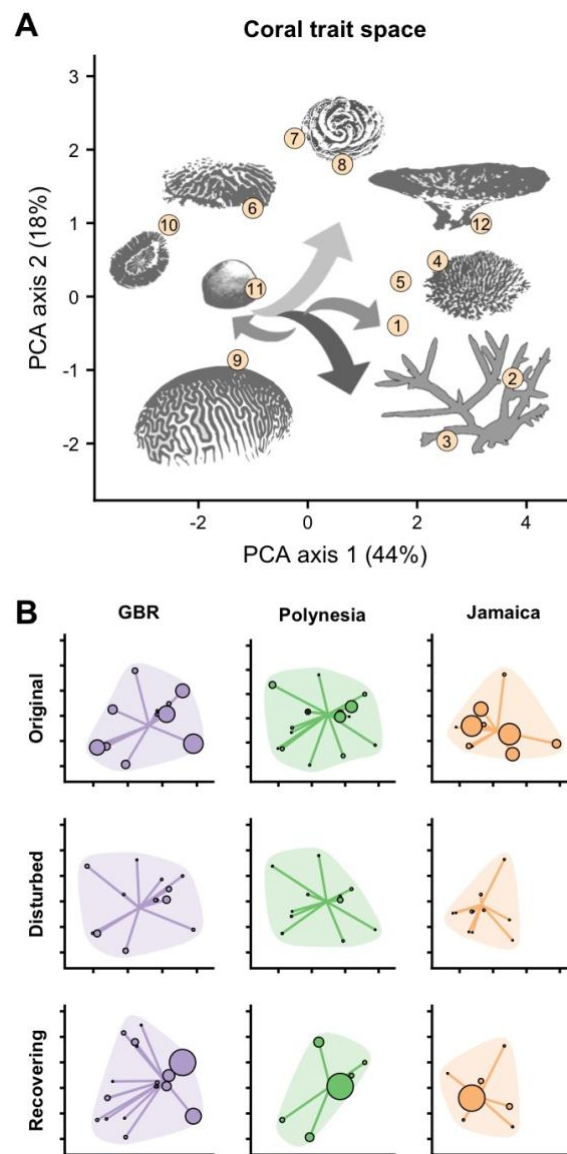 A
Coral trait space
3
7
8
2
6
12
10
1
4
5
11
0
1
9
-1
2
3
-2
-2
0
2
4
PCA axis 2 (18%)
PCA axis 1 (44%)
B
GBR
Polynesia
Jamaica
Original
Disturbed
Recovering